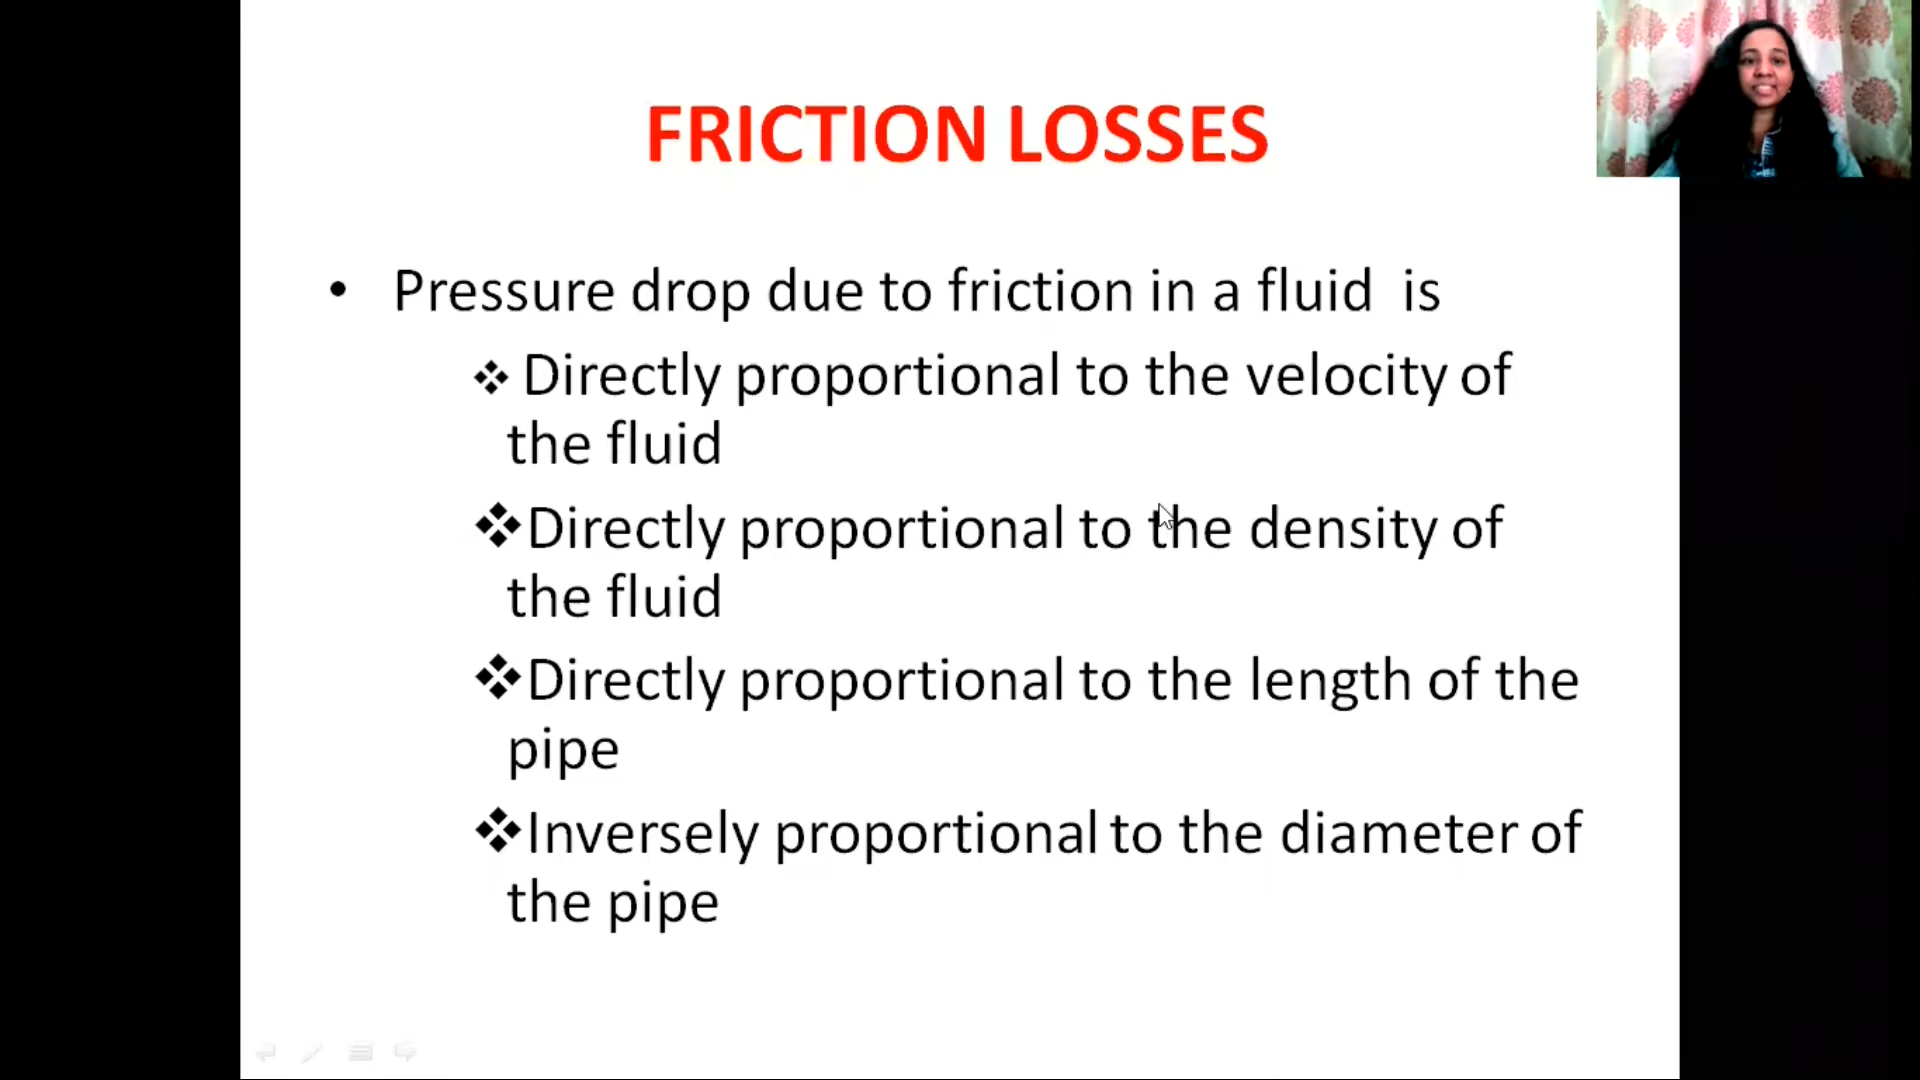 FRICTION LOSSES
• Pressure drop due to friction in a fluid is
❖ Directly proportional to the velocity of
the fluid
❖Directly proportional to the density of
the fluid
❖Directly proportional to the length of the
pipe
❖Inversely proportional to the diameter of
the pipe